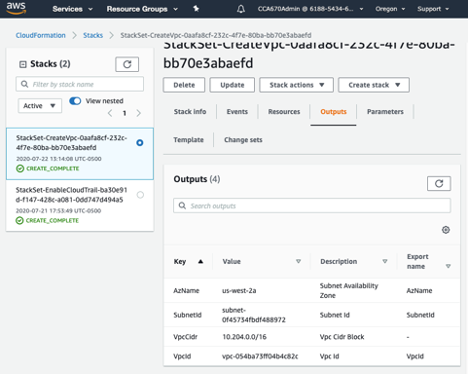 aws
Services
Resource Groups
CCA670Admin @ 6188-5434-6...
Oregon
Support
CloudFormation > Stacks > StackSet-CreateVpc-0aafa8cf-232c-4f7e-80ba-bb70e3abaefd
Stacks (2)
Filter by stack name
Active
View nested
< 1 >
StackSet-CreateVpc-0aafa8cf-232c-
4f7e-80ba-bb70e3abaefd
2020-07-22 13:14:08 UTC-0500
CREATE_COMPLETE
StackSet-EnableCloudTrail-ba30e91
d-f147-428c-a081-0dd747d494a5
2020-07-21 17:53:49 UTC-0500
CREATE_COMPLETE
StackSet-CreateVpc-0aafa8cf-232c-4f7e-80ba-
bb70e3abaefd
Delete
Update
Stack actions
Create stack
Stack info
Events
Resources
Outputs
Parameters
Template
Change sets
Outputs (4)
Search outputs
Key
Value
Description
Export
name
AzName
us-west-2a
Subnet Availability
Zone
AzName
SubnetId
subnet-
0f45734fbdf488972
Subnet Id
SubnetId
VpcCidr
10.204.0.0/16
Vpc Cidr Block
-
VpcId
vpc-054ba73ff04b4c82c
Vpc Id
VpcId